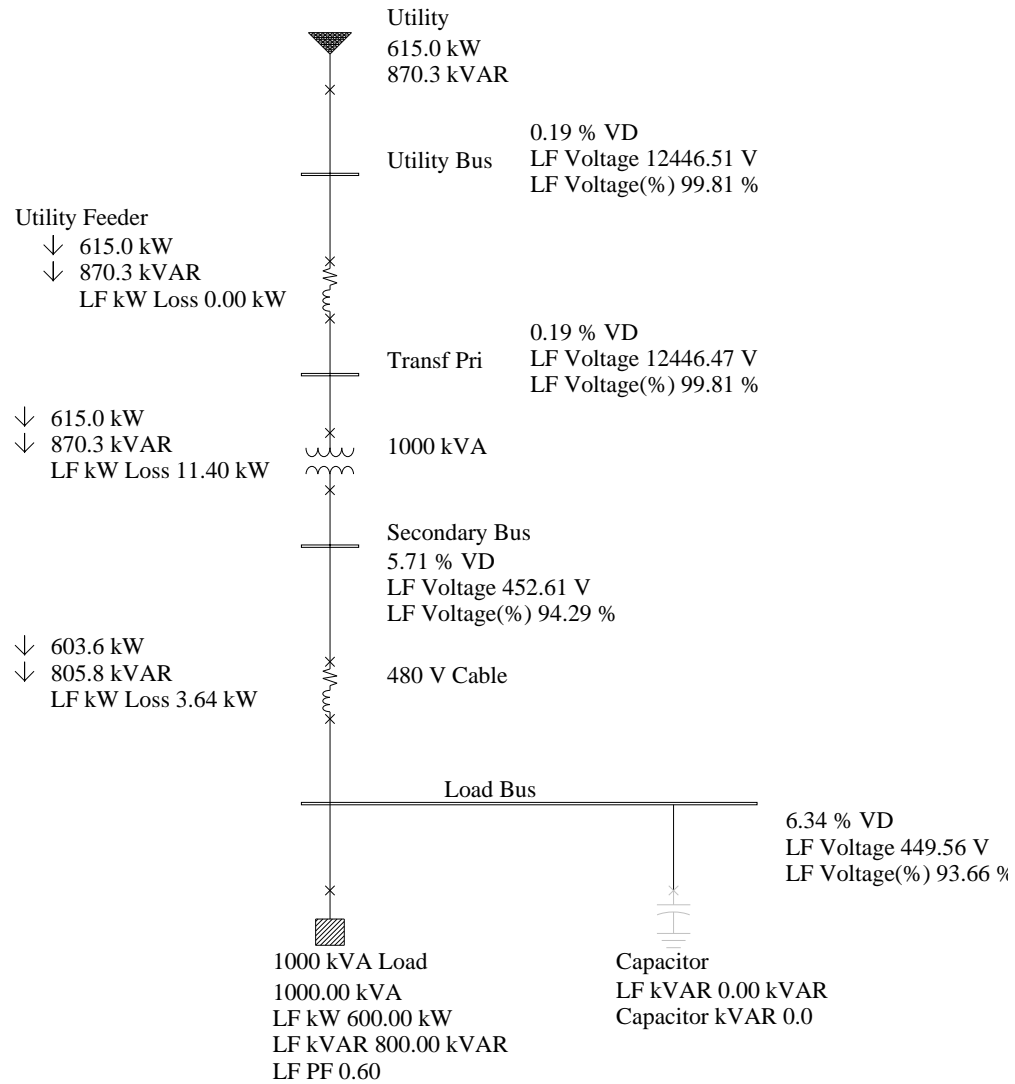 Utility
615.0 kW
870.3 kVAR
Utility Bus
0.19 % VD
LF Voltage 12446.51 V
LF Voltage(%) 99.81 %
Utility Feeder
615.0 kW
870.3 kVAR
LF kW Loss 0.00 kW
Transf Pri
0.19 % VD
LF Voltage 12446.47 V
LF Voltage(%) 99.81 %
615.0 kW
870.3 kVAR
LF kW Loss 11.40 kW
1000 kVA
Secondary Bus
5.71 % VD
LF Voltage 452.61 V
LF Voltage(%) 94.29 %
603.6 kW
805.8 kVAR
LF kW Loss 3.64 kW
480 V Cable
Load Bus
6.34 % VD
LF Voltage 449.56 V
LF Voltage(%) 93.66 %
1000 kVA Load
1000.00 kVA
LF kW 600.00 kW
LF kVAR 800.00 kVAR
LF PF 0.60
Capacitor
LF kVAR 0.00 kVAR
Capacitor kVAR 0.0